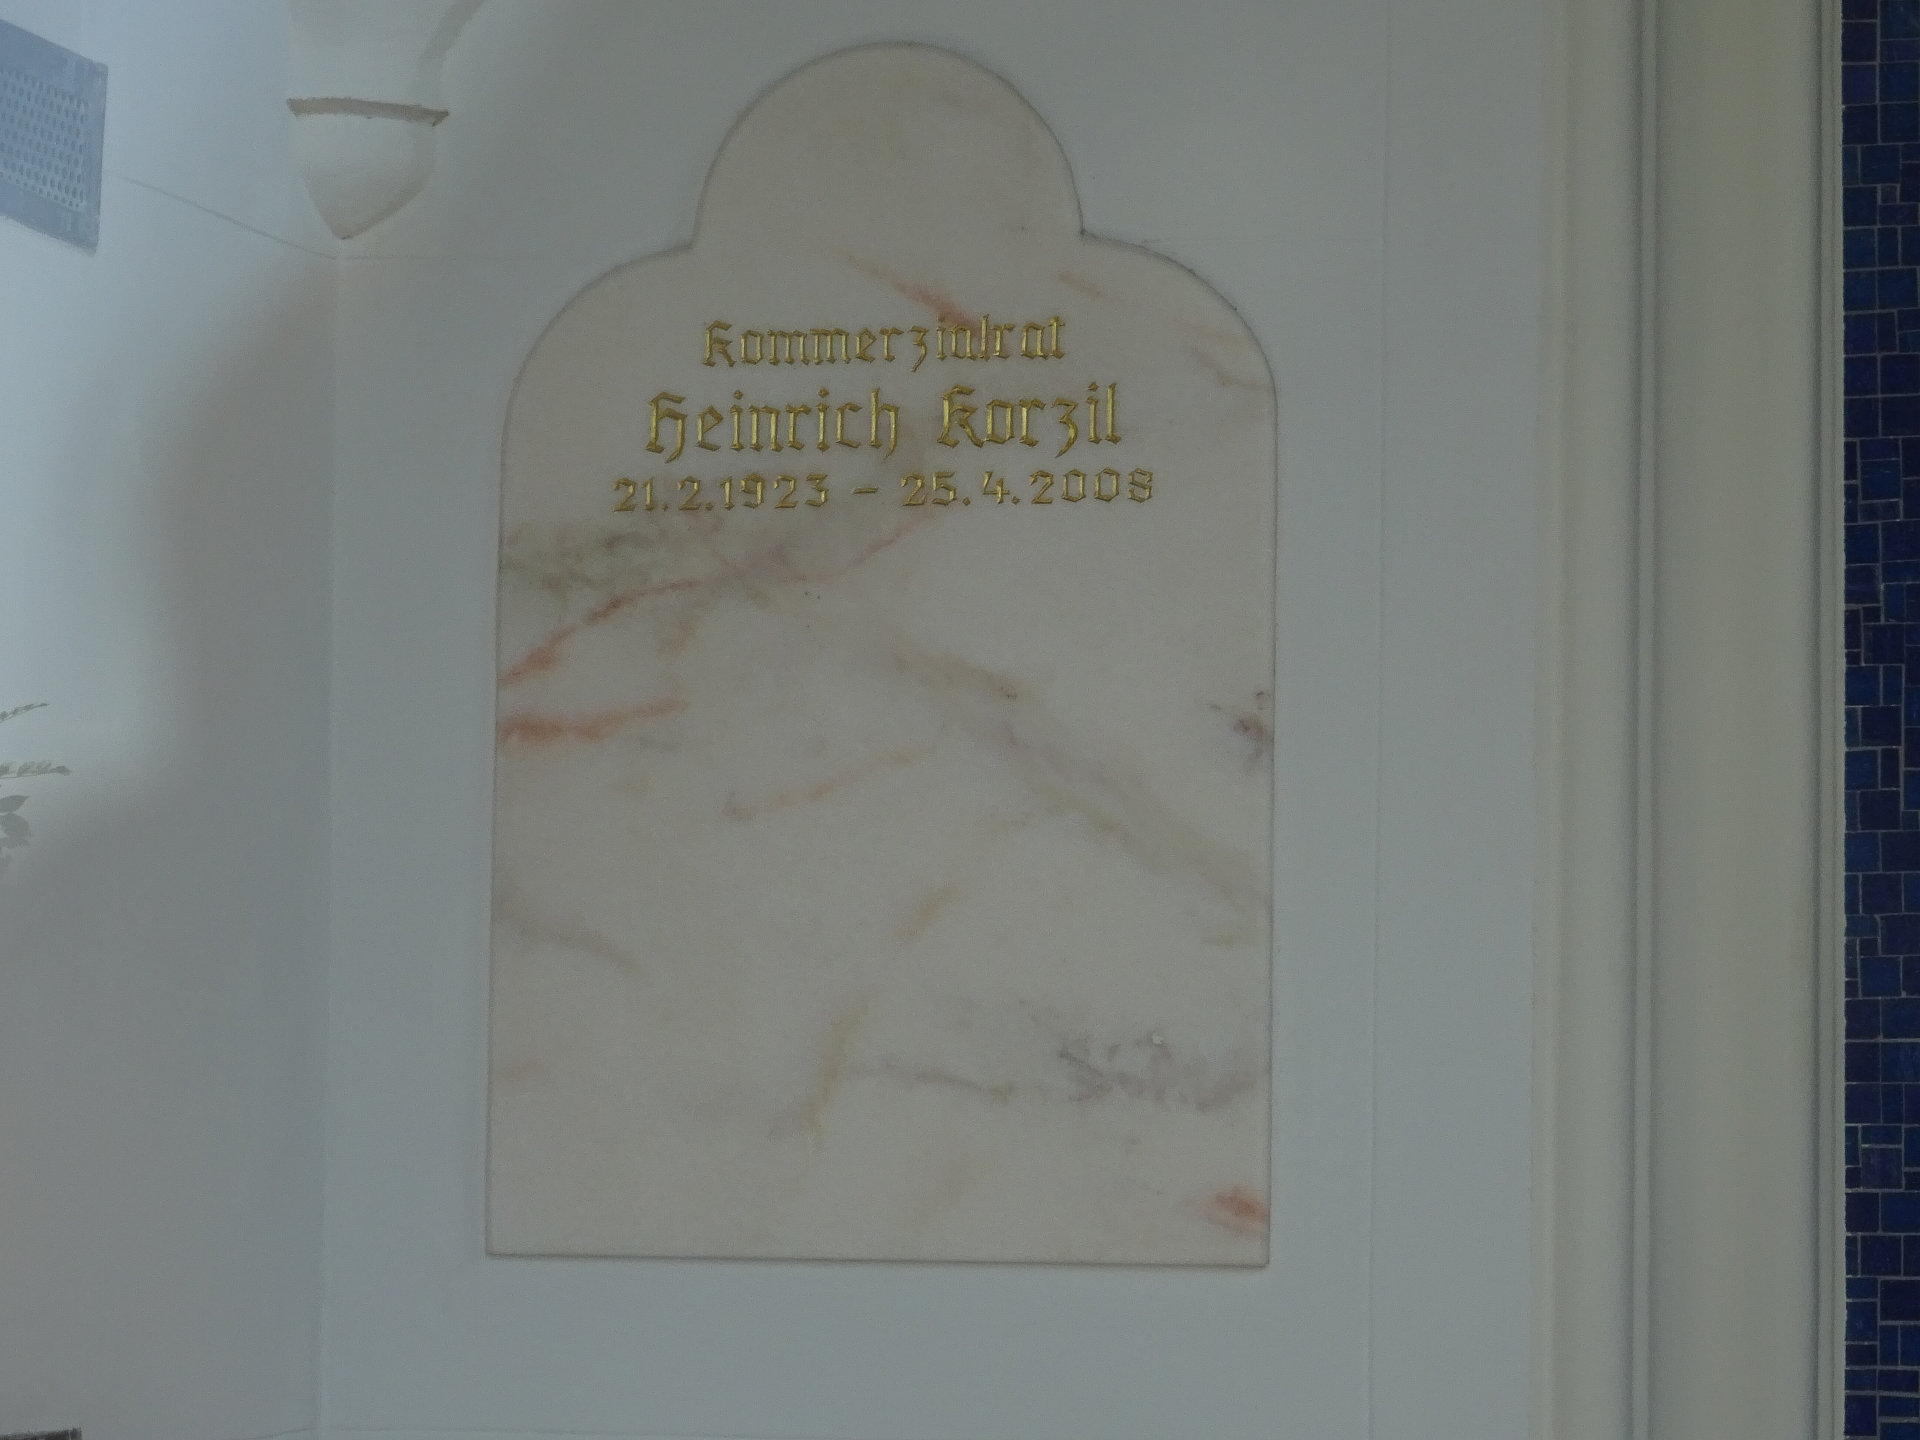 Kommerzialrat
Heinrich Korzil
21.2.1923 - 25.4.2008